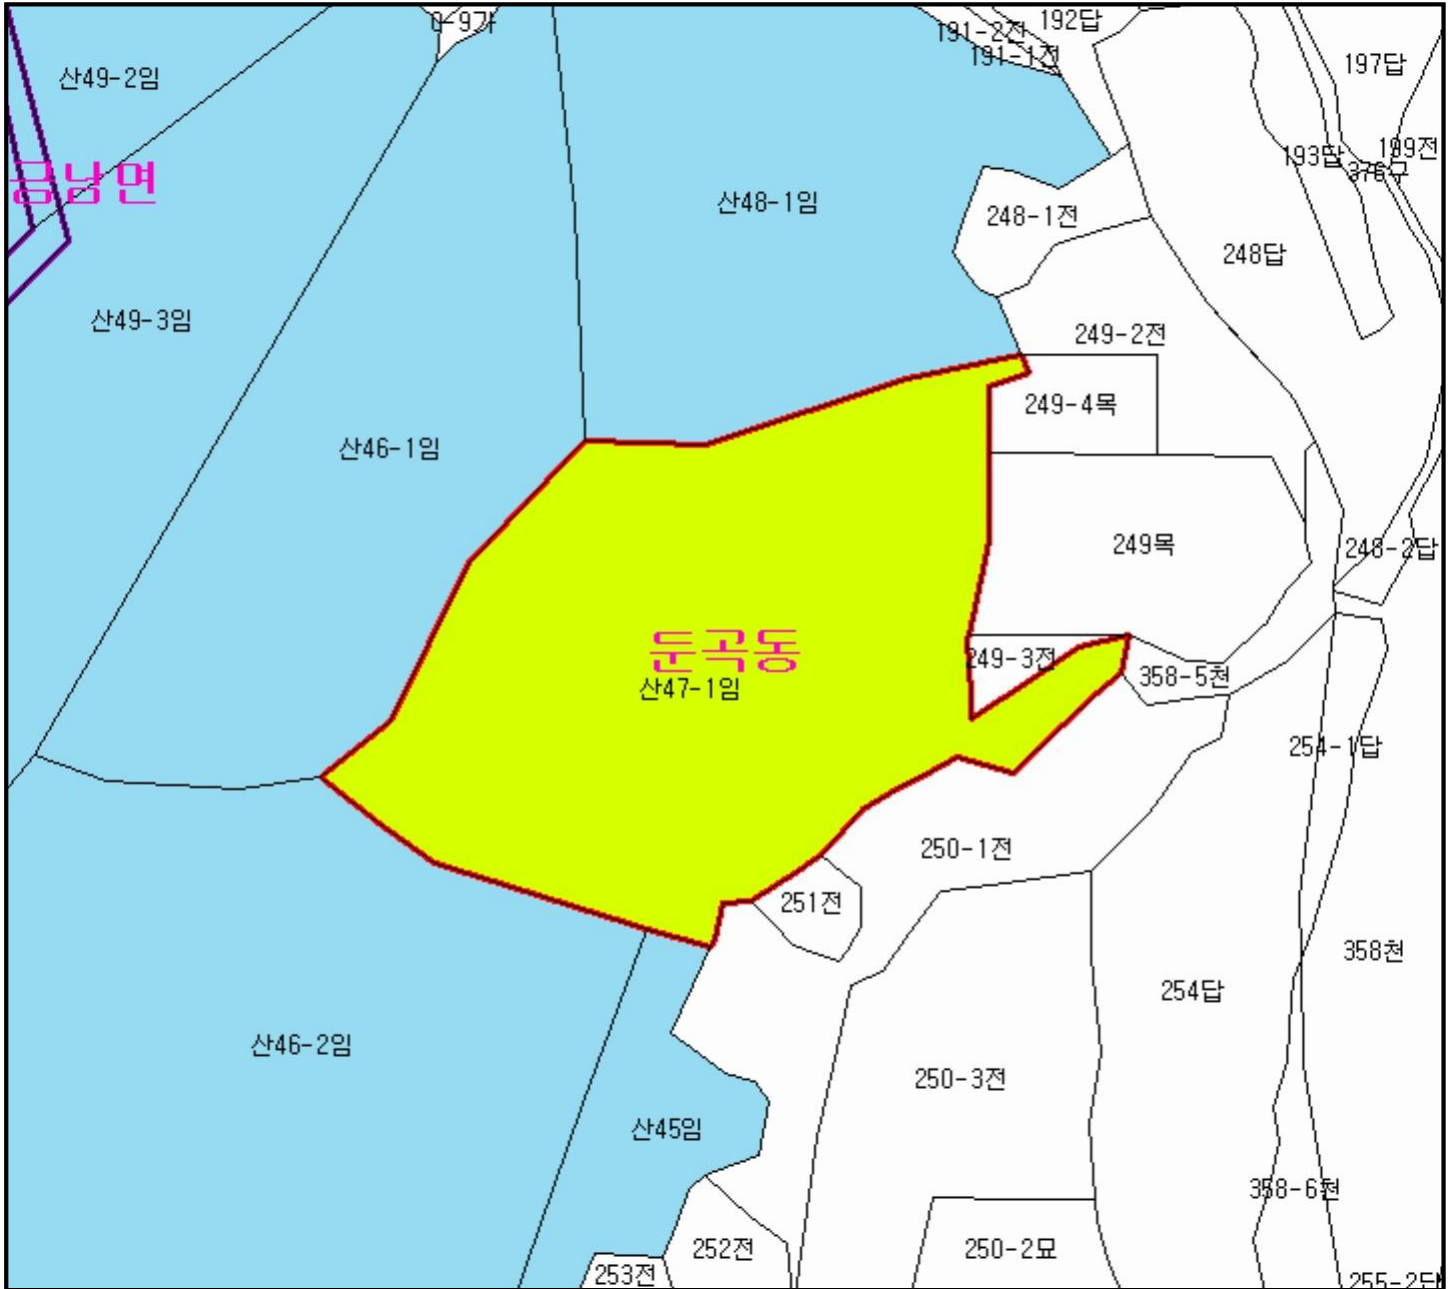 0-9가
191-2전
192답
191-1전
197답
산49-2임
193답
199전
376구
금남면
산48-1임
248-1전
248답
산49-3임
249-2전
249-4목
산46-1임
249목
248-2답
둔곡동
249-3전
358-5천
산47-1임
254-1답
250-1전
251전
358천
254답
산46-2임
250-3전
산45임
358-6천
252전
250-2묘
253전
255-2답